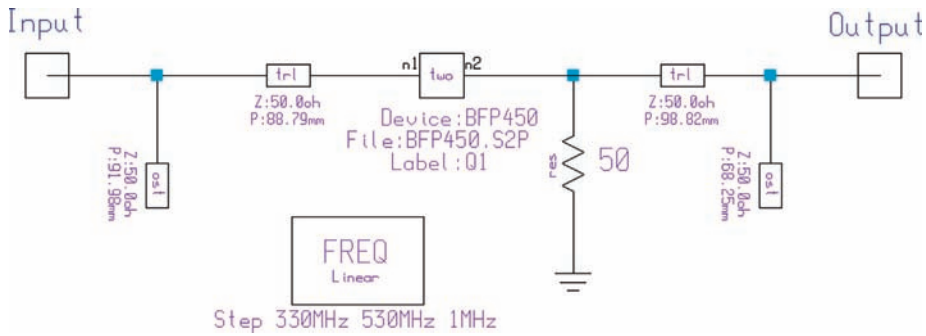 Input
Output
trl
Z:50.0oh
P:88.79mm
n1
two
n2
Device:BFP450
File:BFP450.S2P
Label:Q1
trl
Z:50.0oh
P:98.82mm
ost
Z:50.0oh
P:91.98mm
res
50
ost
Z:50.0oh
P:68.25mm
FREQ
Linear
Step 330MHz 530MHz 1MHz